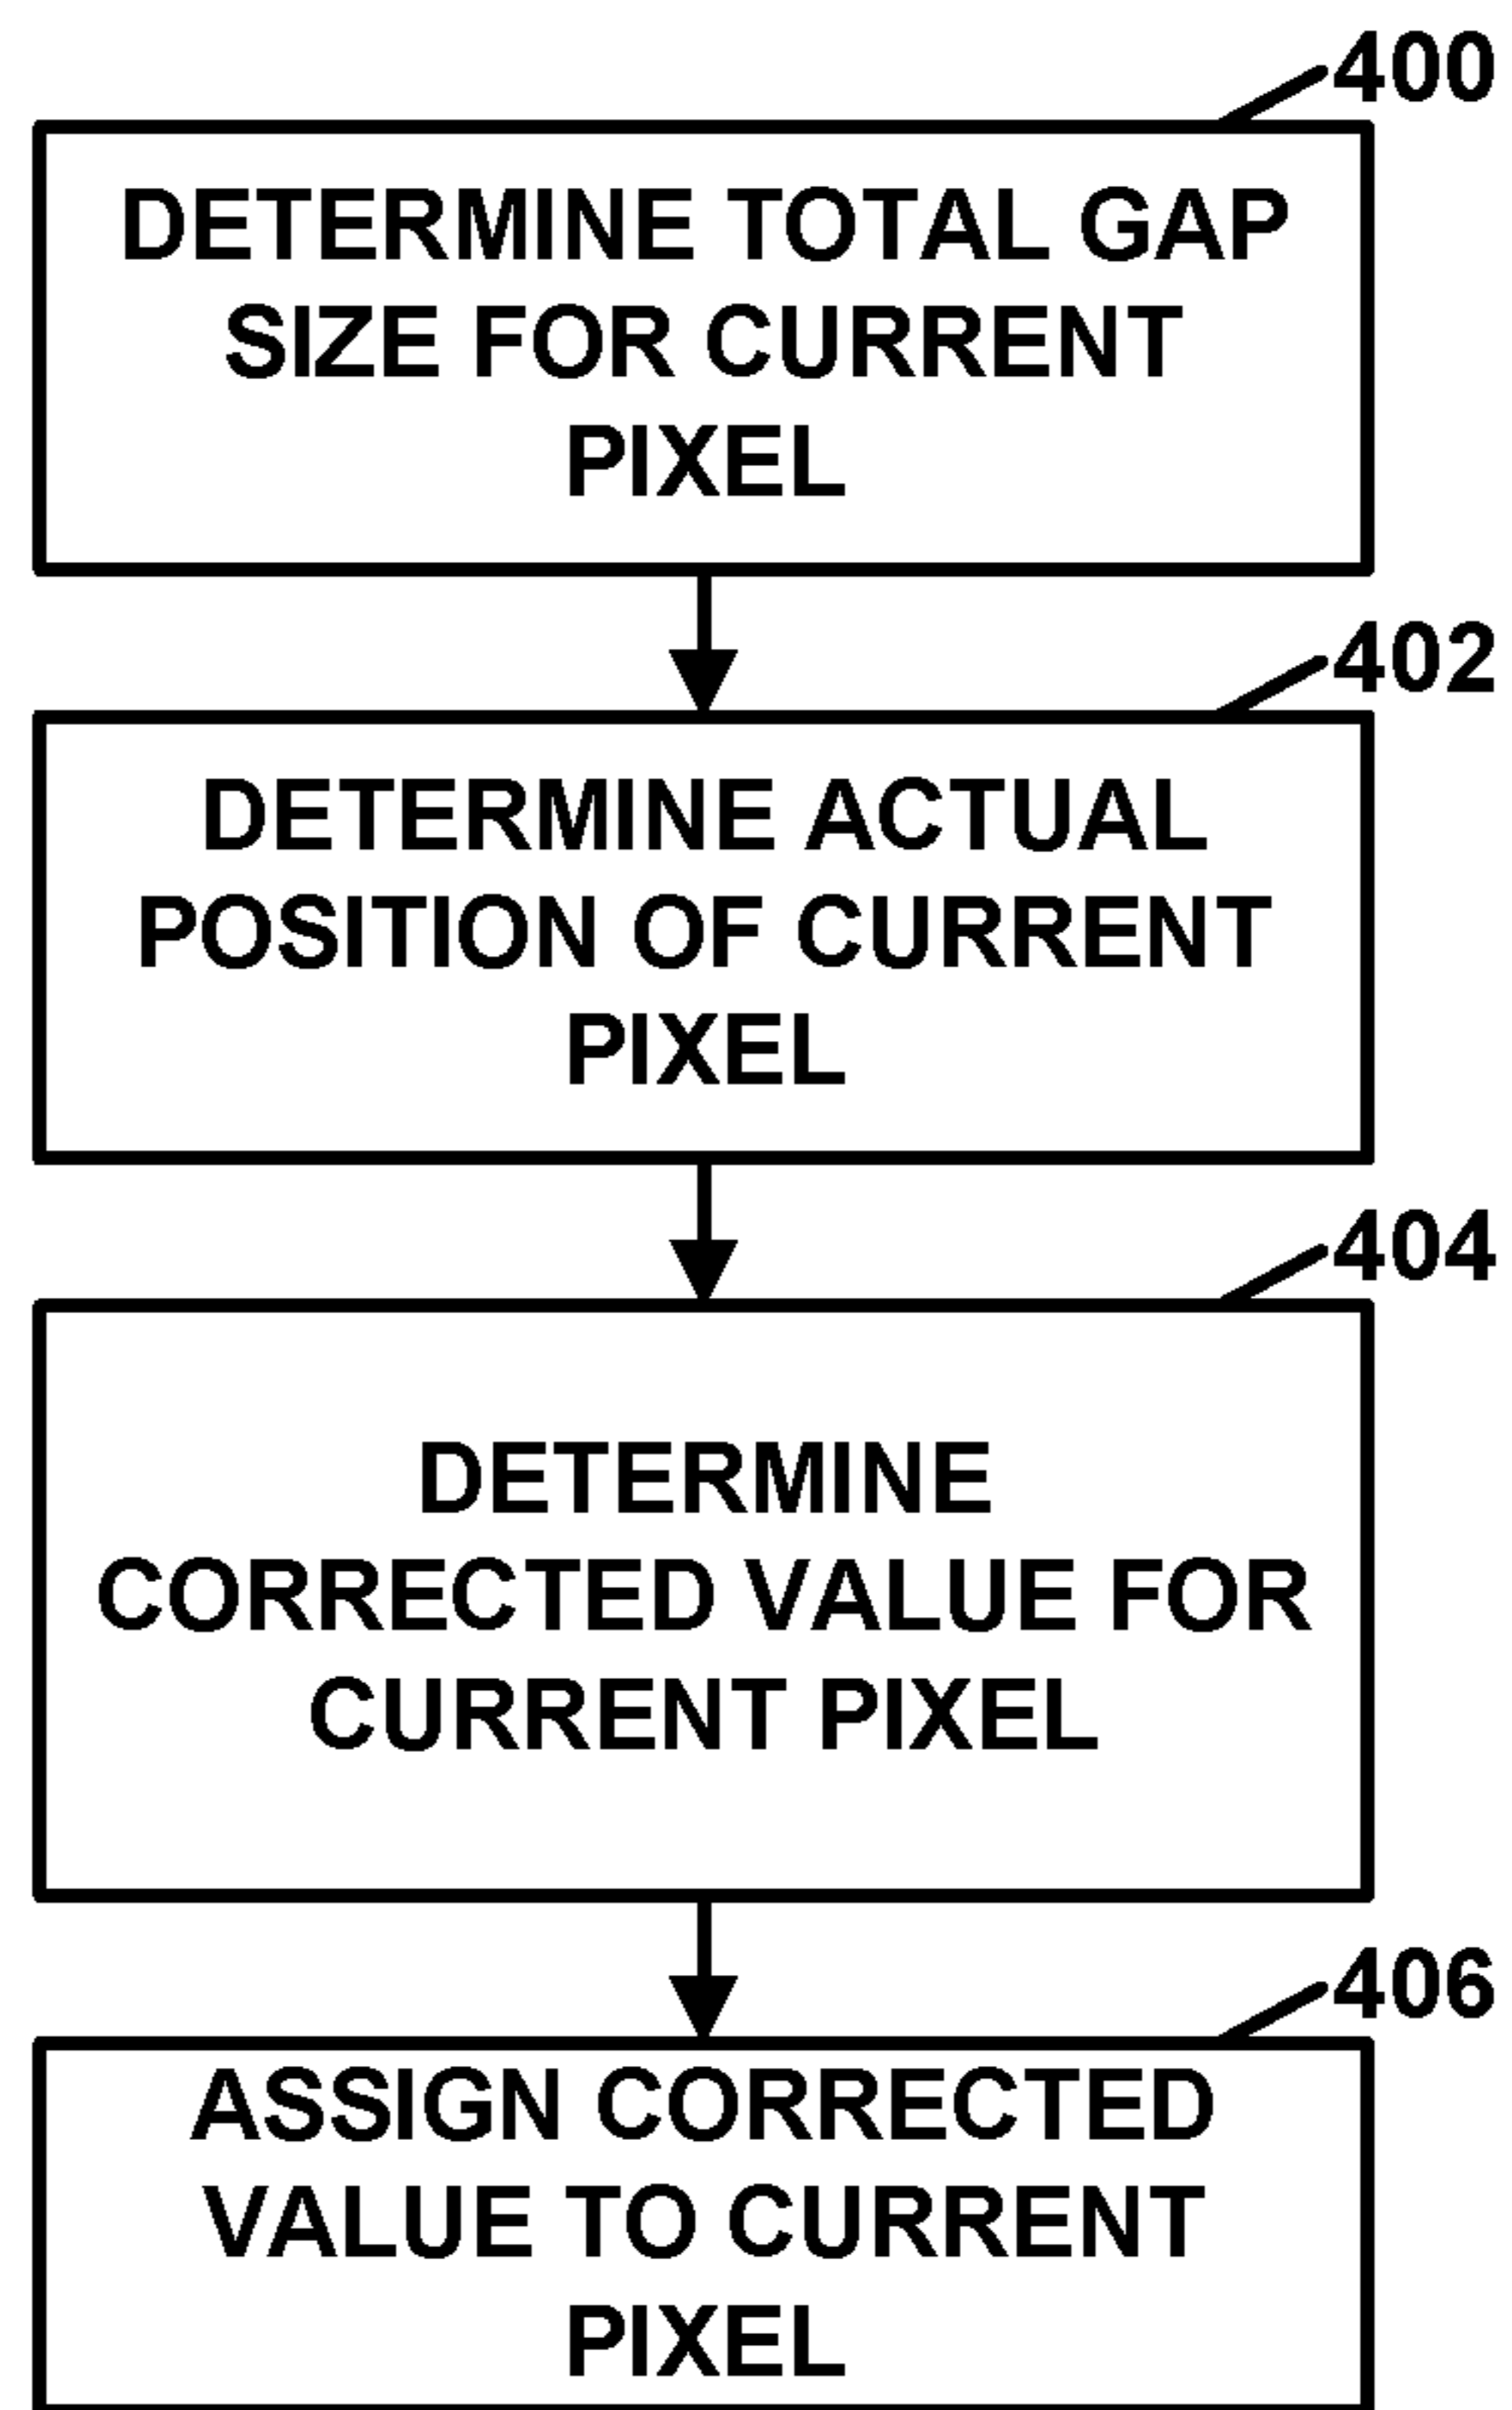 400
DETERMINE TOTAL GAP
SIZE FOR CURRENT
PIXEL
402
DETERMINE ACTUAL
POSITION OF CURRENT
PIXEL
404
DETERMINE
CORRECTED VALUE FOR
CURRENT PIXEL
406
ASSIGN CORRECTED
VALUE TO CURRENT
PIXEL